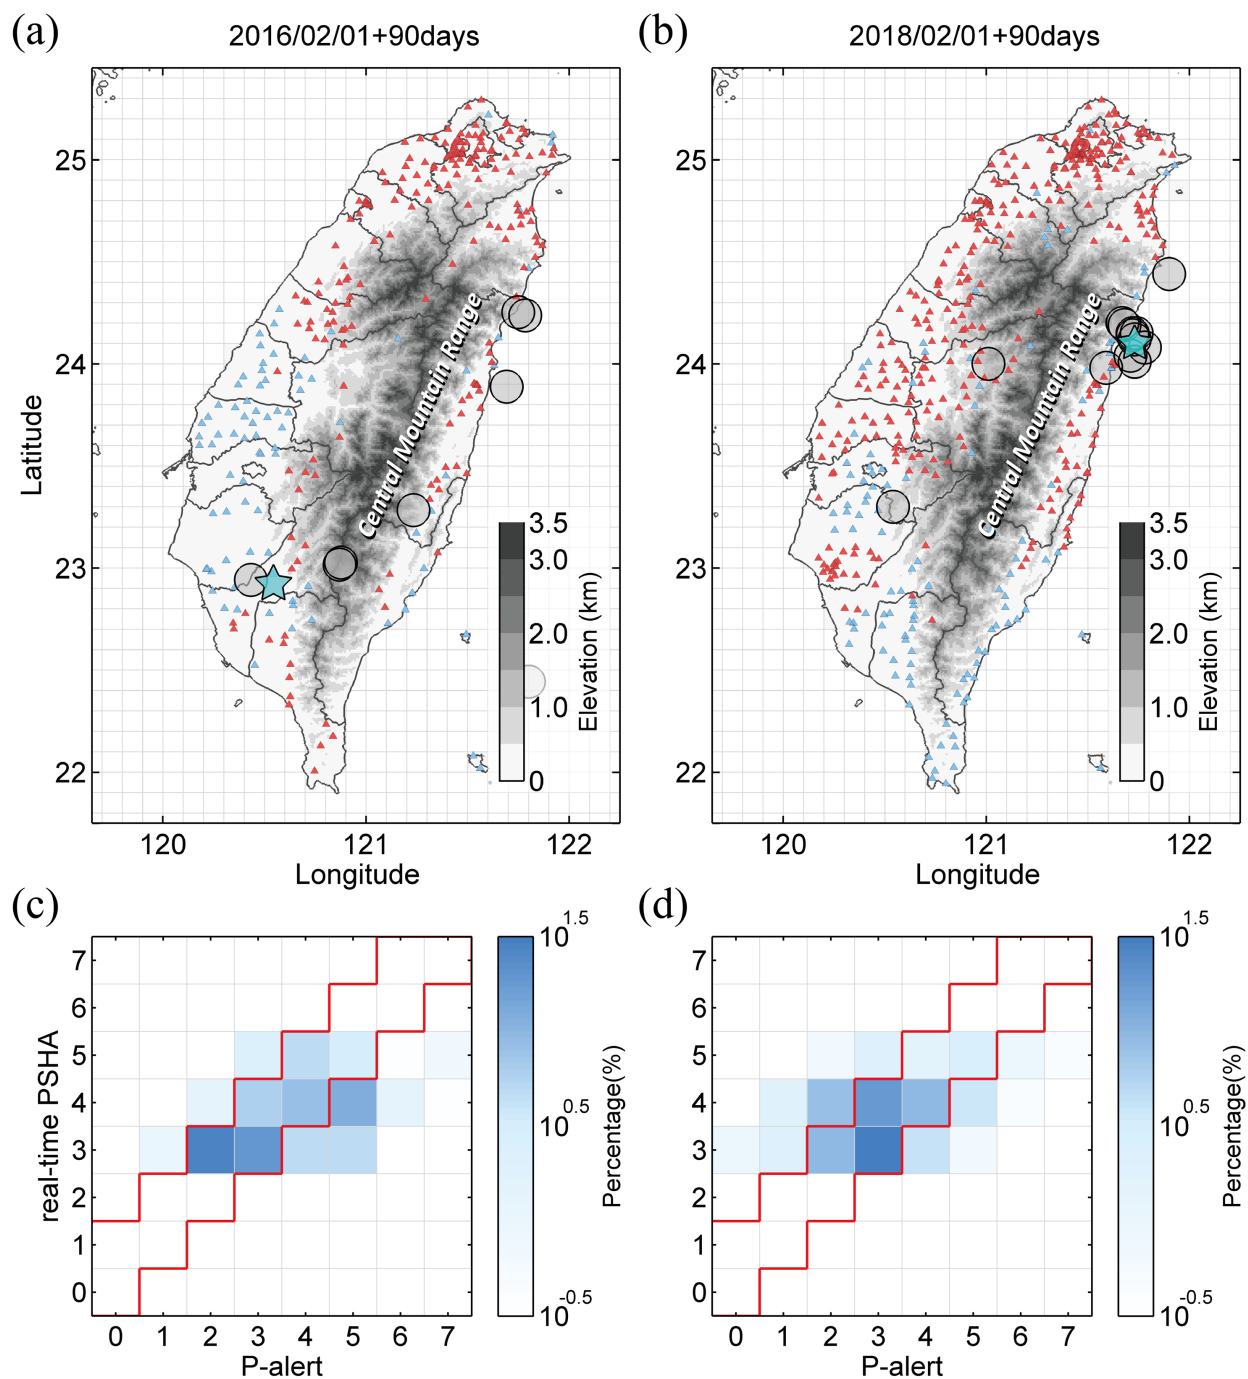 (a)
2016/02/01+90days
(b)
2018/02/01+90days
Latitude
25
24
23
22
120
121
122
Longitude
Central Mountain Range
3.5
3.0
2.0
1.0
0
Elevation (km)
25
24
23
22
120
121
122
Longitude
Central Mountain Range
3.5
3.0
2.0
1.0
0
Elevation (km)
(c)
real-time PSHA
7
6
5
4
3
2
1
0
0 1 2 3 4 5 6 7
P-alert
10^1.5
10^0.5
10^-0.5
Percentage(%)
(d)
7
6
5
4
3
2
1
0
0 1 2 3 4 5 6 7
P-alert
10^1.5
10^0.5
10^-0.5
Percentage(%)